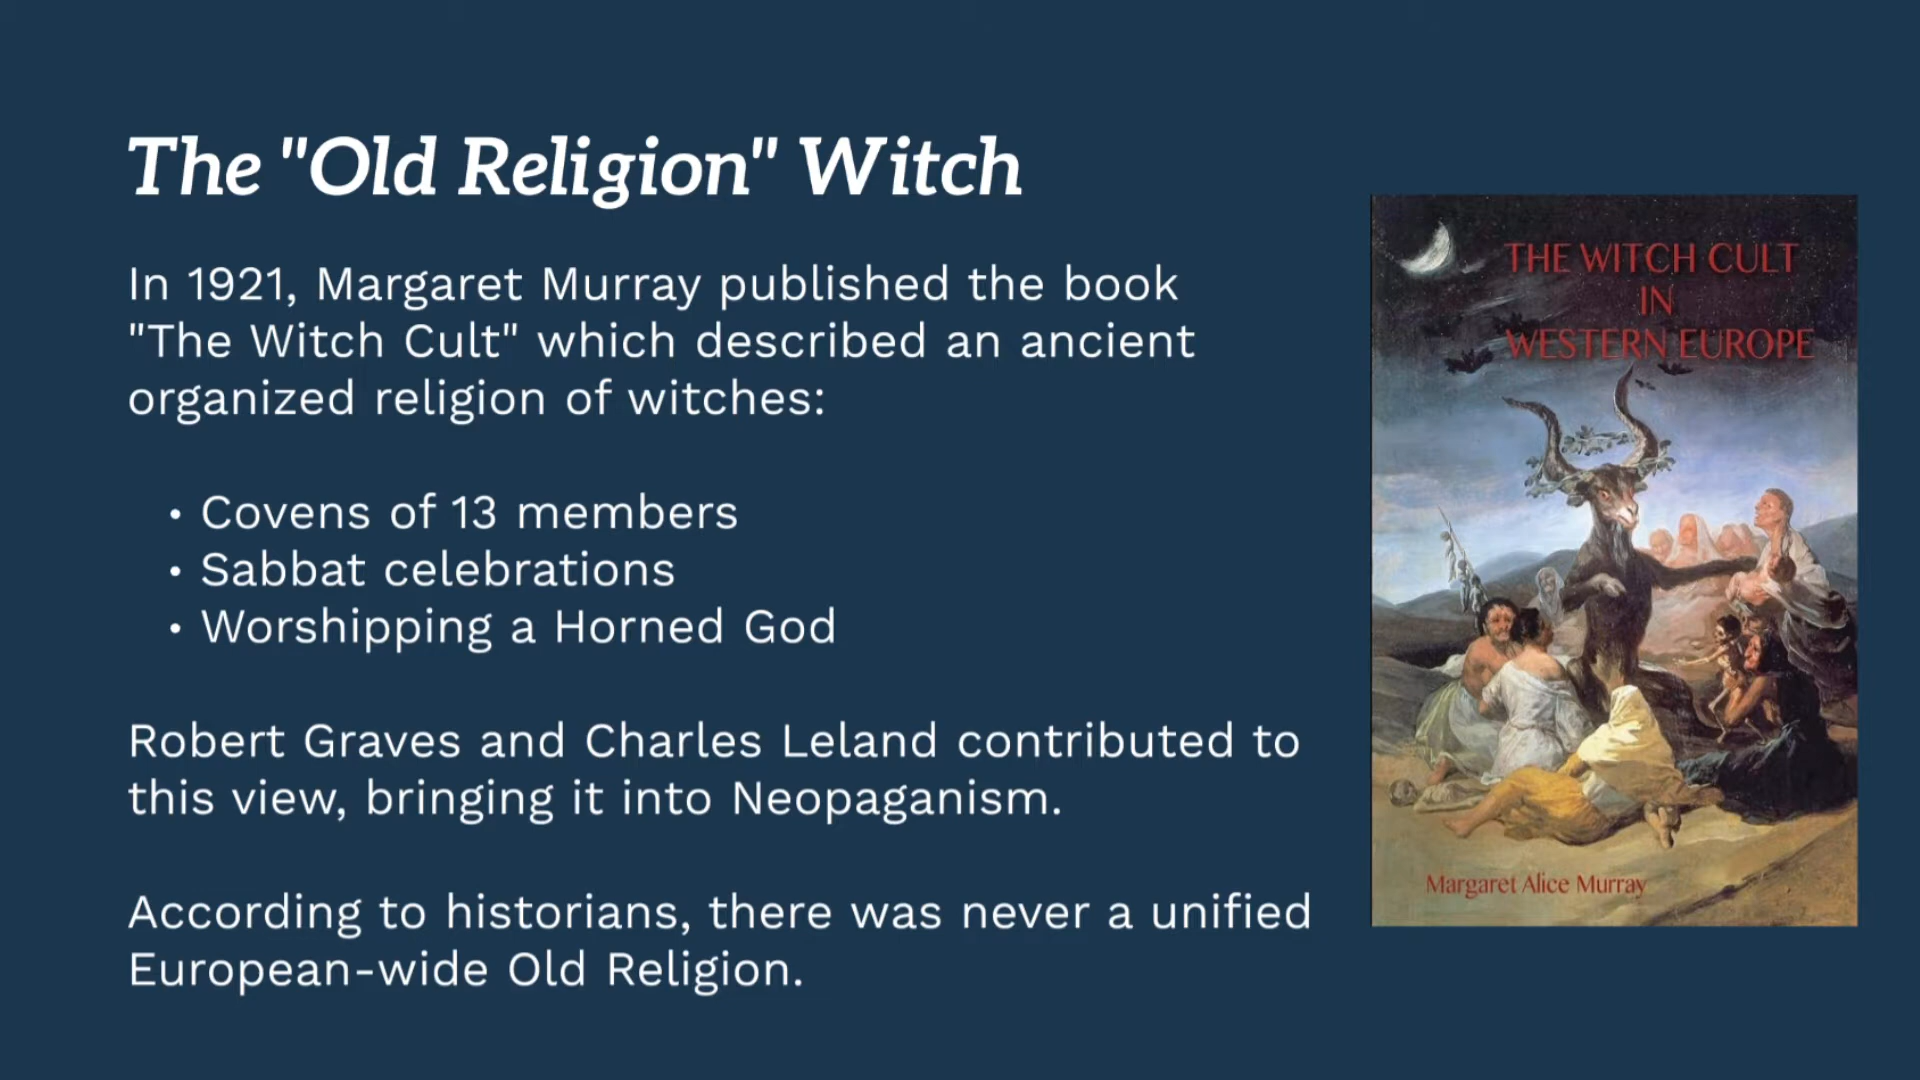 The "Old Religion" Witch
In 1921, Margaret Murray published the book
"The Witch Cult" which described an ancient
organized religion of witches:
• Covens of 13 members
• Sabbat celebrations
• Worshipping a Horned God
Robert Graves and Charles Leland contributed to
this view, bringing it into Neopaganism.
According to historians, there was never a unified
European-wide Old Religion.
THE WITCH CULT
IN
WESTERN EUROPE
Margaret Alice Murray